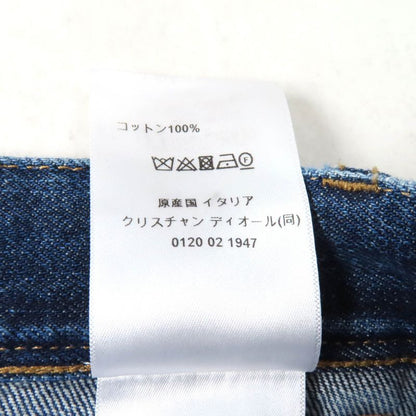 コットン100%
原産国 イタリア
クリスチャン ディオール(同)
0120 02 1947